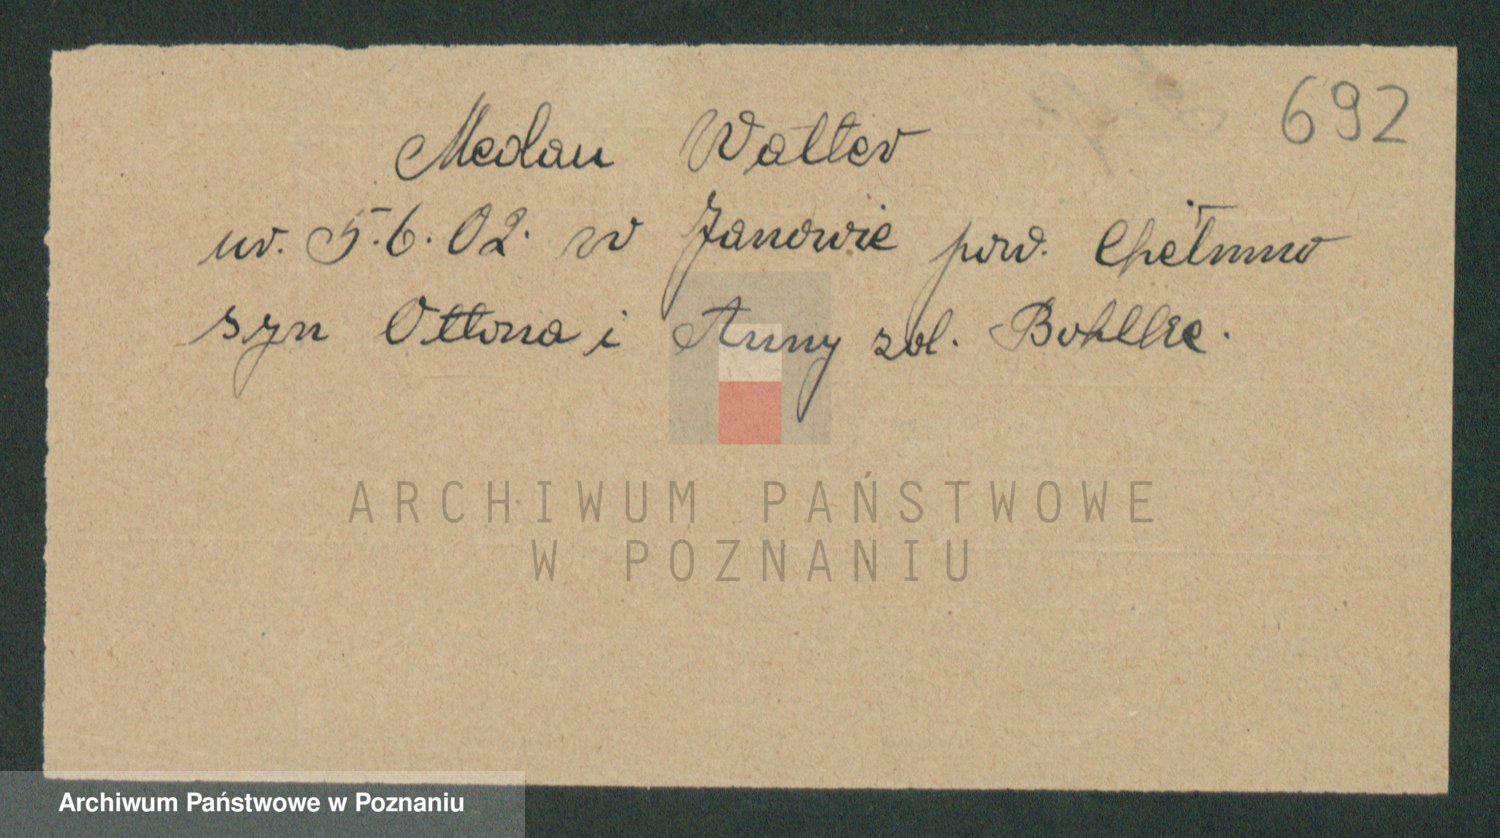 692
Medau Walter
ur. 5.6.02. w Janowie pow. Chełmno
syn Ottona i Anny zd.
ARCHIWUM PAŃSTWOWE
W POZNANIU
Archiwum Państwowe w Poznaniu